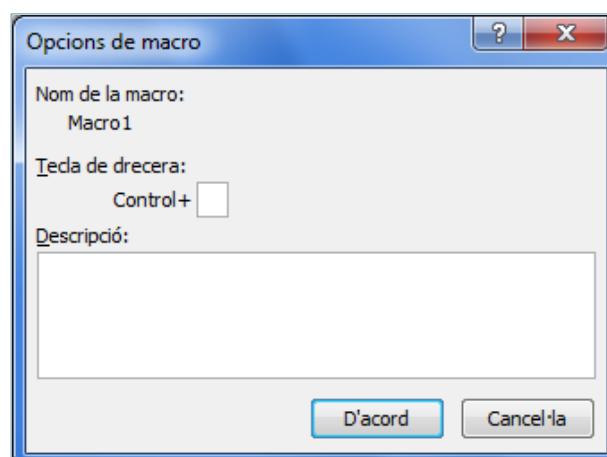 Opcions de macro
Nom de la macro:
Macro1
Tecla de drecera:
Control+
Descripció:
D'acord
Cancel·la